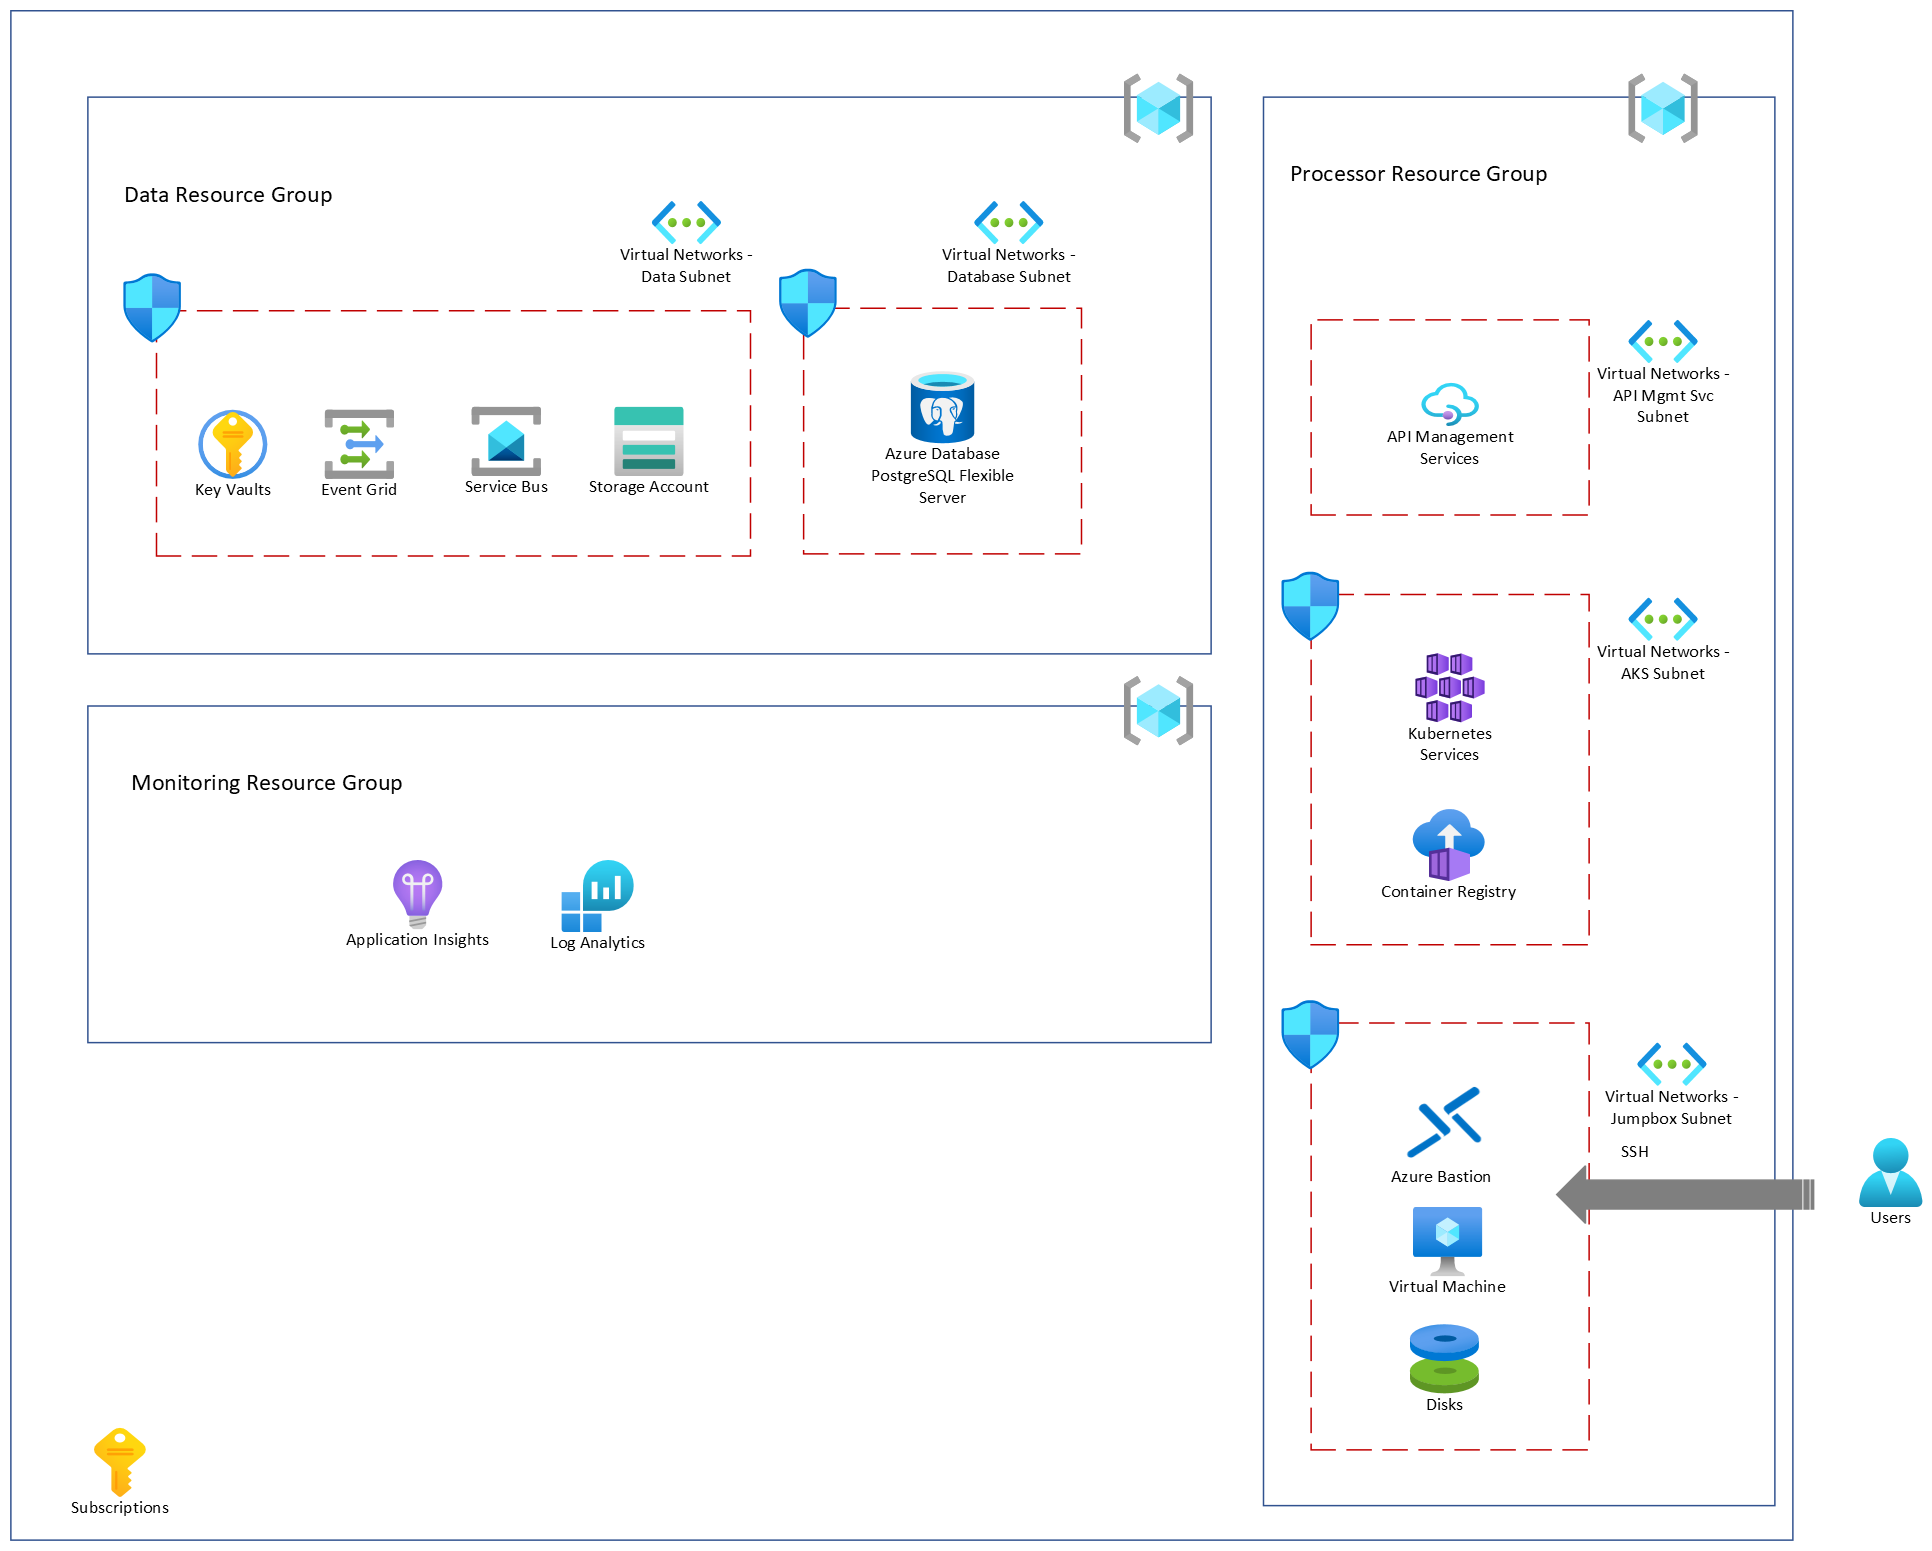 Data Resource Group
Virtual Networks -
Data Subnet
Virtual Networks -
Database Subnet
Key Vaults
Event Grid
Service Bus
Storage Account
Azure Database
PostgreSQL Flexible
Server
Monitoring Resource Group
Application Insights
Log Analytics
Processor Resource Group
API Management
Services
Virtual Networks -
API Mgmt Svc
Subnet
Kubernetes
Services
Container Registry
Virtual Networks -
AKS Subnet
Azure Bastion
Virtual Machine
Disks
Virtual Networks -
Jumpbox Subnet
SSH
Users
Subscriptions